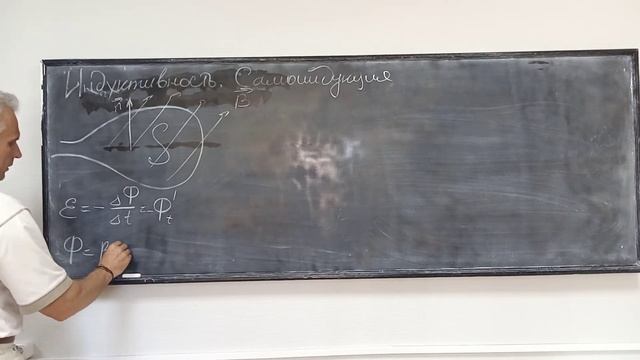 Индуктивность. Самоиндукция
n B
S
ℰ = - ΔΦ/Δt = -Φ't
Φ =